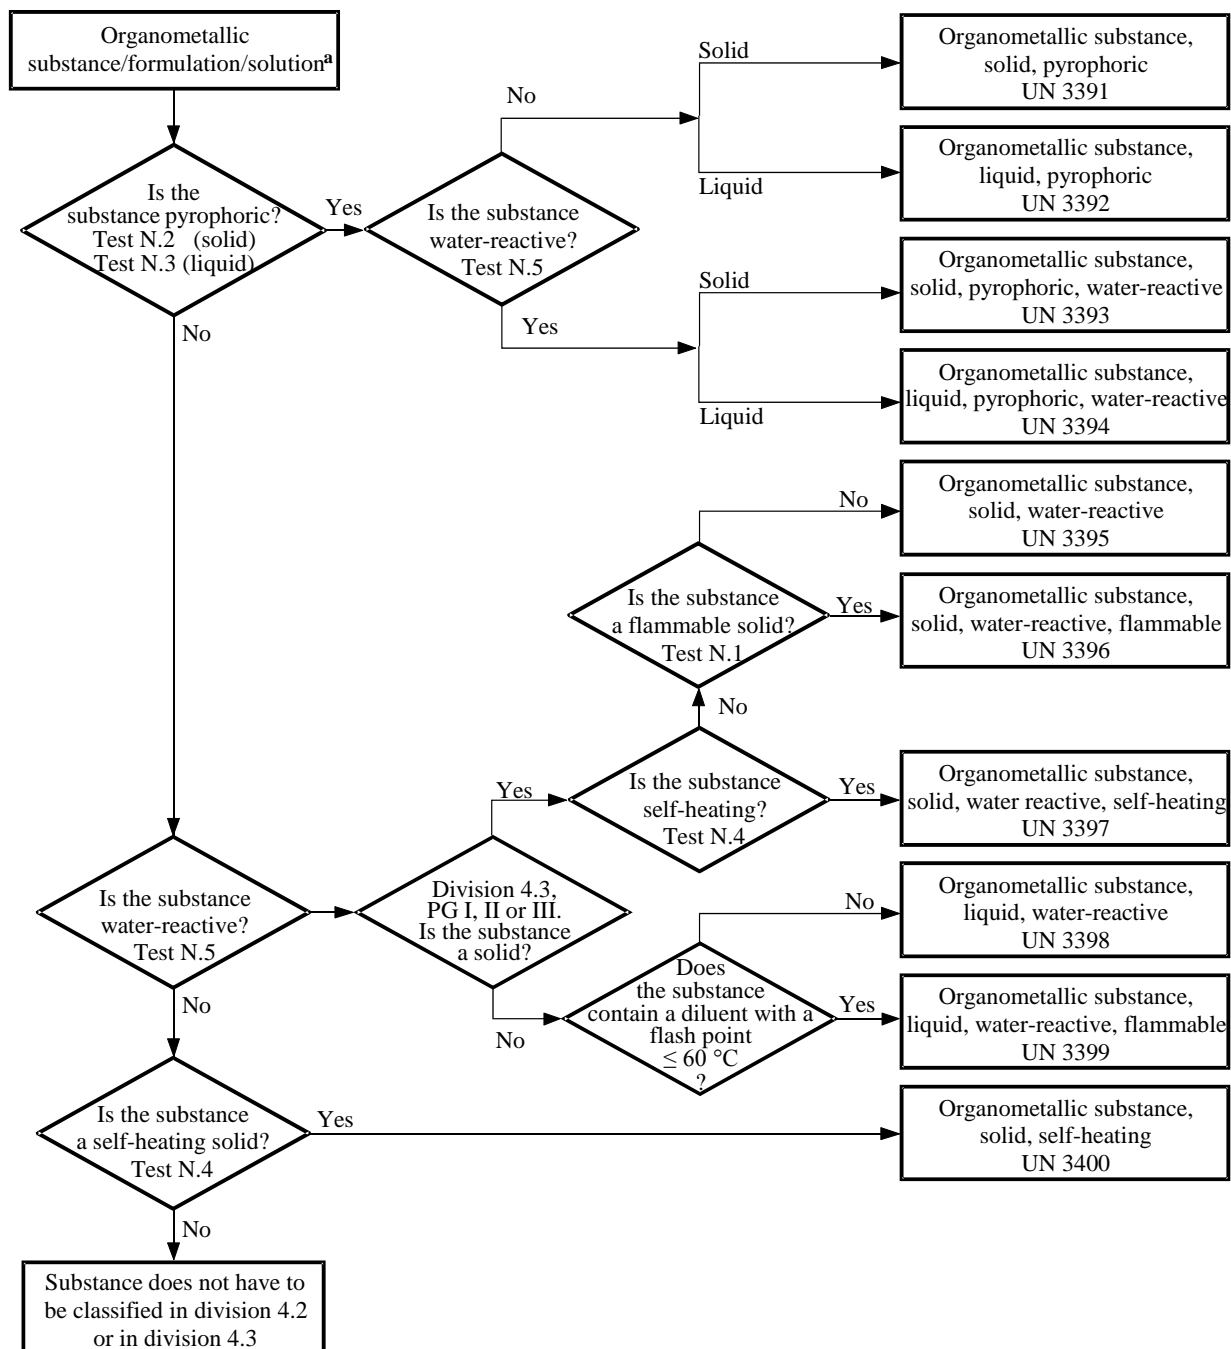 Organometallic
substance/formulation/solutionᵃ
Is the
substance pyrophoric?
Test N.2 (solid)
Test N.3 (liquid)
Yes
No
Is the substance
water-reactive?
Test N.5
No
Yes
Solid
Liquid
Solid
Liquid
Organometallic substance,
solid, pyrophoric
UN 3391
Organometallic substance,
liquid, pyrophoric
UN 3392
Organometallic substance,
solid, pyrophoric, water-reactive
UN 3393
Organometallic substance,
liquid, pyrophoric, water-reactive
UN 3394
No
Organometallic substance,
solid, water-reactive
UN 3395
Is the substance
a flammable solid?
Test N.1
Yes
Organometallic substance,
solid, water-reactive, flammable
UN 3396
No
Is the substance
self-heating?
Test N.4
Yes
Organometallic substance,
solid, water reactive, self-heating
UN 3397
Yes
Is the substance
water-reactive?
Test N.5
Division 4.3,
PG I, II or III.
Is the substance
a solid?
No
No
Organometallic substance,
liquid, water-reactive
UN 3398
Does
the substance
contain a diluent with a
flash point
≤ 60 °C
?
Yes
Organometallic substance,
liquid, water-reactive, flammable
UN 3399
No
Is the substance
a self-heating solid?
Test N.4
Yes
Organometallic substance,
solid, self-heating
UN 3400
No
Substance does not have to
be classified in division 4.2
or in division 4.3